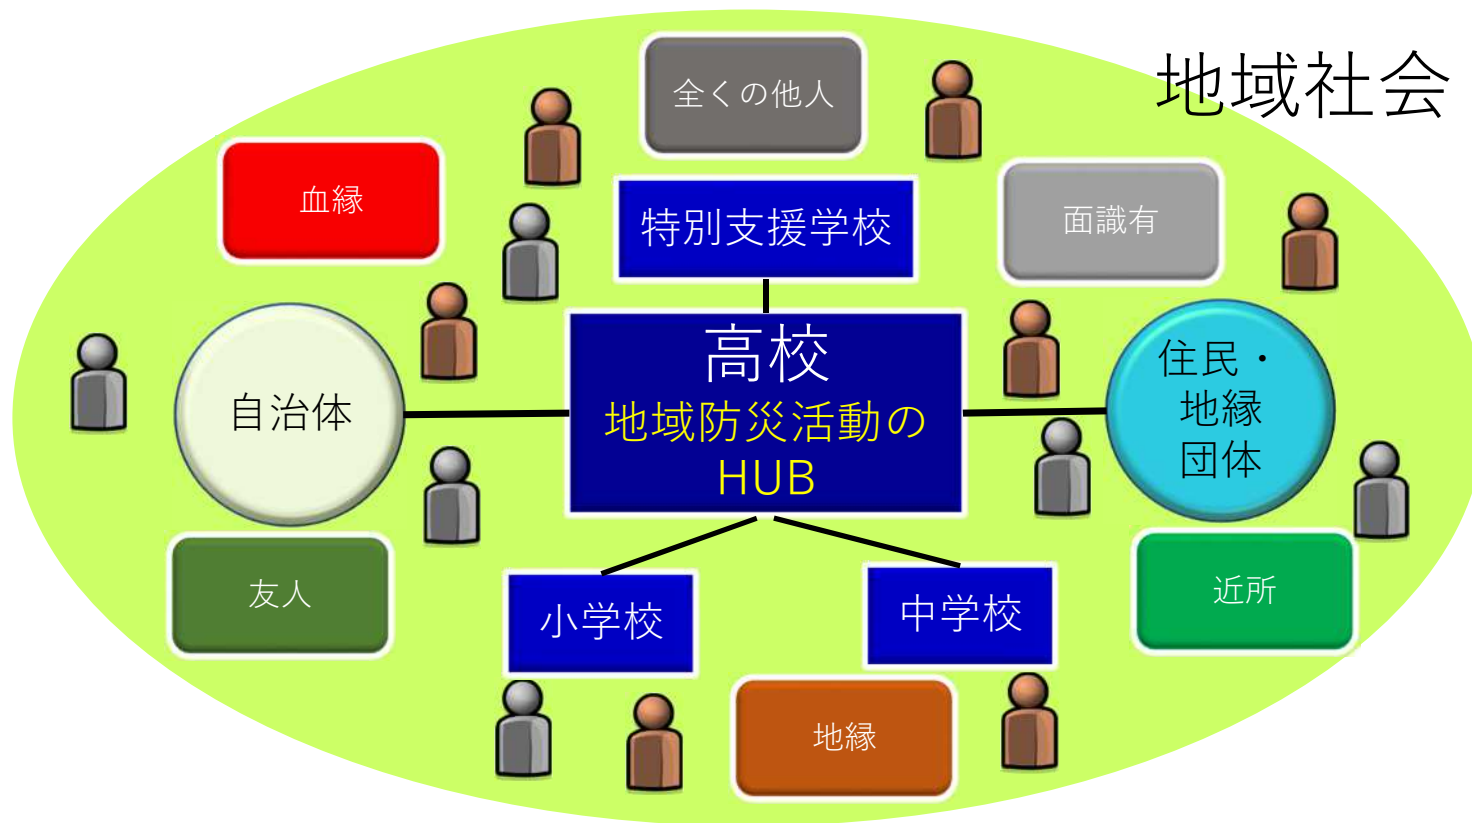 地域社会
全くの他人
血縁
特別支援学校
面識有
高校
地域防災活動の
HUB
自治体
住民・
地縁
団体
友人
小学校
中学校
近所
地縁